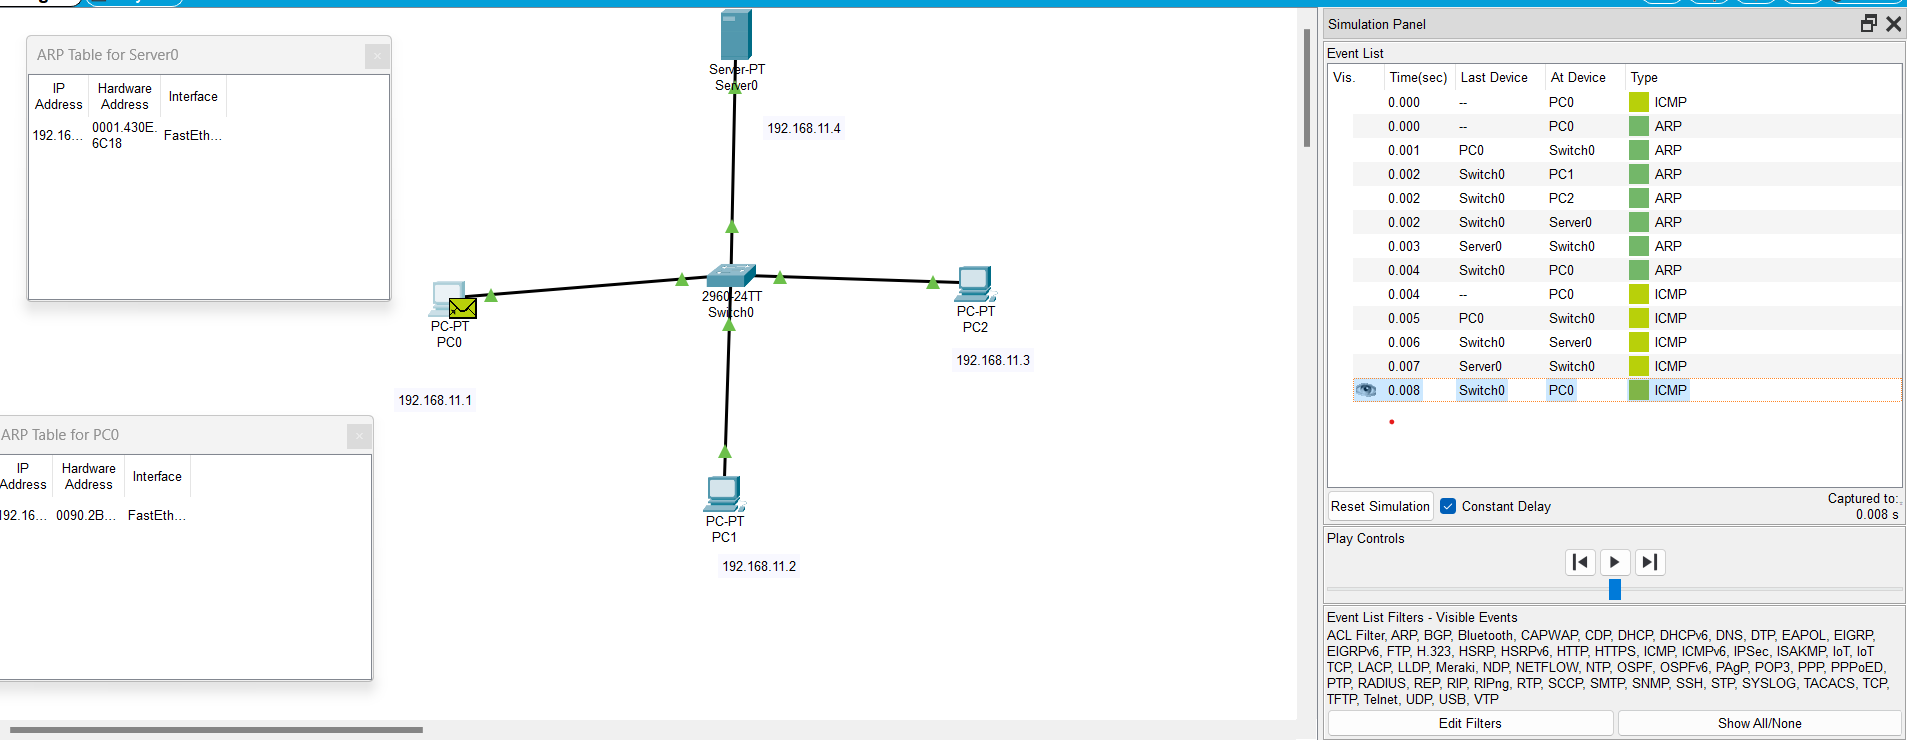 ARP Table for Server0
IP Address
Hardware Address
Interface
192.16...
0001.430E.
6C18
FastEth...
Server-PT
Server0
192.168.11.4
2960-24TT
Switch0
PC-PT
PC0
192.168.11.1
PC-PT
PC2
192.168.11.3
PC-PT
PC1
192.168.11.2
ARP Table for PC0
IP Address
Hardware Address
Interface
192.16...
0090.2B...
FastEth...
Simulation Panel
Event List
Vis. Time(sec) Last Device At Device Type
0.000 -- PC0 ICMP
0.000 -- PC0 ARP
0.001 PC0 Switch0 ARP
0.002 Switch0 PC1 ARP
0.002 Switch0 PC2 ARP
0.002 Switch0 Server0 ARP
0.003 Server0 Switch0 ARP
0.004 Switch0 PC0 ARP
0.004 -- PC0 ICMP
0.005 PC0 Switch0 ICMP
0.006 Switch0 Server0 ICMP
0.007 Server0 Switch0 ICMP
0.008 Switch0 PC0 ICMP
Reset Simulation
Constant Delay
Captured to:
0.008 s
Play Controls
Event List Filters - Visible Events
ACL Filter, ARP, BGP, Bluetooth, CAPWAP, CDP, DHCP, DHCPv6, DNS, DTP, EAPOL, EIGRP,
EIGRPv6, FTP, H.323, HSRP, HSRPv6, HTTP, HTTPS, ICMP, ICMPv6, IPSec, ISAKMP, IoT, IoT
TCP, LACP, LLDP, Meraki, NDP, NETFLOW, NTP, OSPF, OSPFv6, PAgP, POP3, PPP, PPPoED,
PTP, RADIUS, REP, RIP, RIPng, RTP, SCCP, SMTP, SNMP, SSH, STP, SYSLOG, TACACS, TCP,
TFTP, Telnet, UDP, USB, VTP
Edit Filters
Show All/None